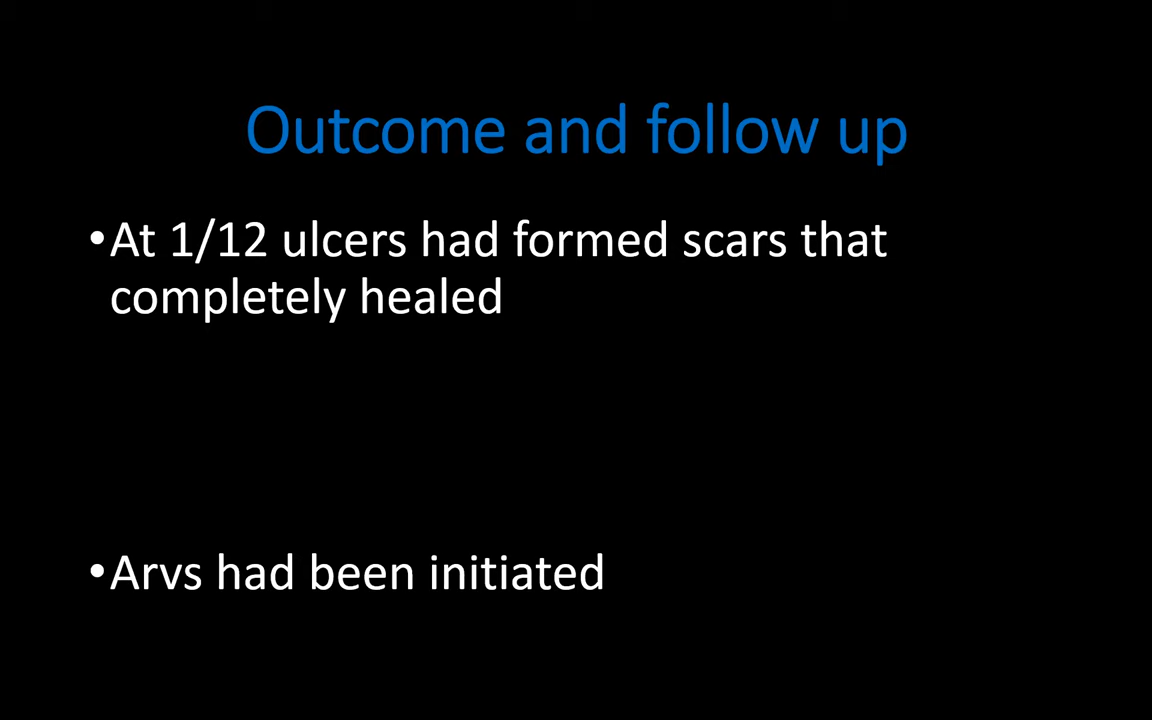 Outcome and follow up
•At 1/12 ulcers had formed scars that
completely healed
•Arvs had been initiated